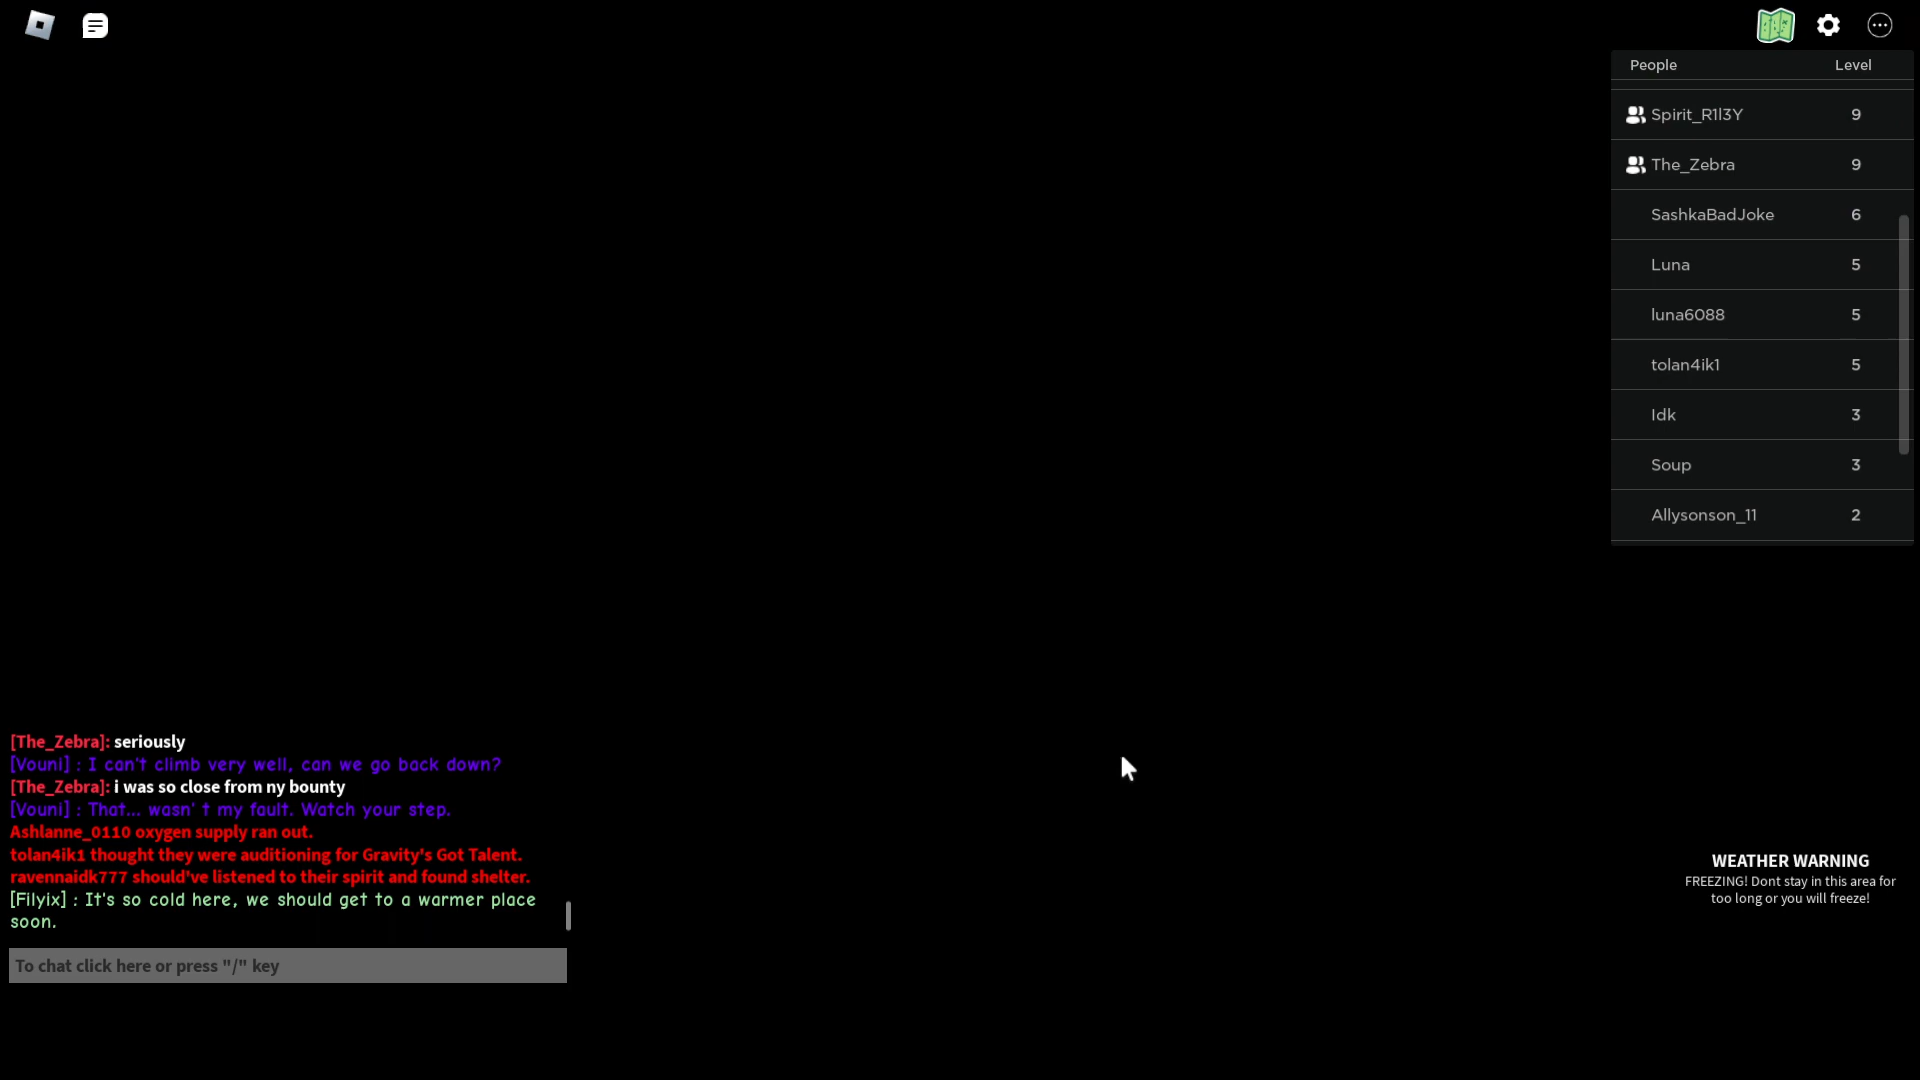 People Level
Spirit_R1l3Y 9
The_Zebra 9
SashkaBadJoke 6
Luna 5
luna6088 5
tolan4ik1 5
Idk 3
Soup 3
Allysonson_11 2
[The_Zebra]: seriously
[Vouni] : I can't climb very well, can we go back down?
[The_Zebra]: i was so close from ny bounty
[Vouni] : That... wasn' t my fault. Watch your step.
Ashlanne_0110 oxygen supply ran out.
tolan4ik1 thought they were auditioning for Gravity's Got Talent.
ravennaidk777 should've listened to their spirit and found shelter.
[Filyix] : It's so cold here, we should get to a warmer place
soon.
To chat click here or press "/" key
WEATHER WARNING
FREEZING! Dont stay in this area for
too long or you will freeze!